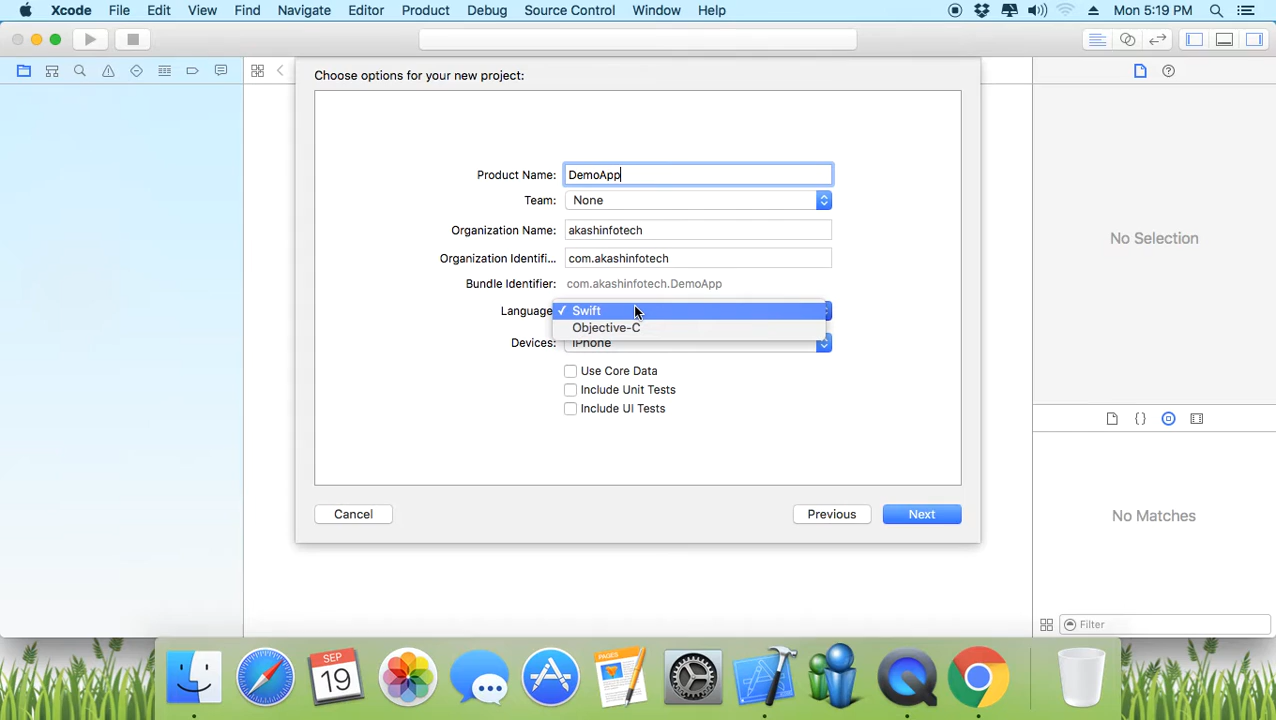 Xcode File Edit View Find Navigate Editor Product Debug Source Control Window Help Mon 5:19 PM
Choose options for your new project:
Product Name: DemoApp
Team: None
Organization Name: akashinfotech
Organization Identifi... com.akashinfotech
Bundle Identifier: com.akashinfotech.DemoApp
Language ✓ Swift
Objective-C
Devices: iPhone
Use Core Data
Include Unit Tests
Include UI Tests
Cancel Previous Next
No Selection
{ }
No Matches
Filter
SEP
19
PAGES